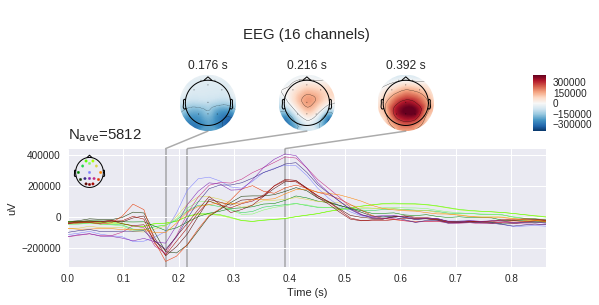 EEG (16 channels)
0.176 s 0.216 s 0.392 s
300000
150000
0
−150000
−300000
Nave=5812
400000
200000
0
−200000
uV
0.0 0.1 0.2 0.3 0.4 0.5 0.6 0.7 0.8
Time (s)